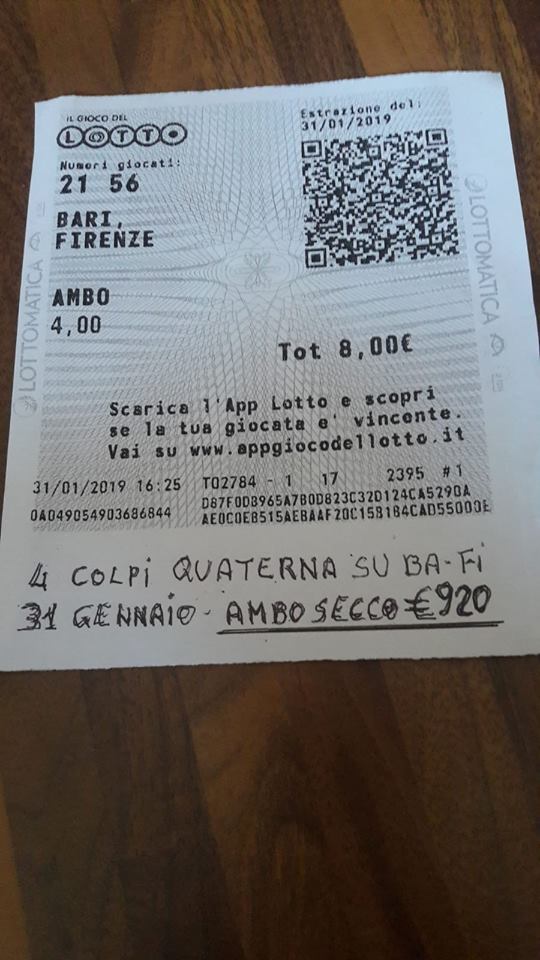 IL GIOCO DEL
LOTTO
Estrazione del:
31/01/2019
Numeri giocati:
21 56
BARI,
FIRENZE
AMBO
4,00
Tot 8,00€
Scarica l'App Lotto e scopri
se la tua giocata e' vincente.
Vai su www.appgiocodellotto.it
31/01/2019 16:25 T02784 - 1 17 2395 #1
0A049054903686844
D87F0DB965A7B0D823C32D124CA5290A
AE0C0EB515AEBAAF20C15B184CAD55000E
LOTTOMATICA
LOTTOMATICA
4 COLPI QUATERNA SU BA-FI
31 GENNAIO - AMBO SECCO €920